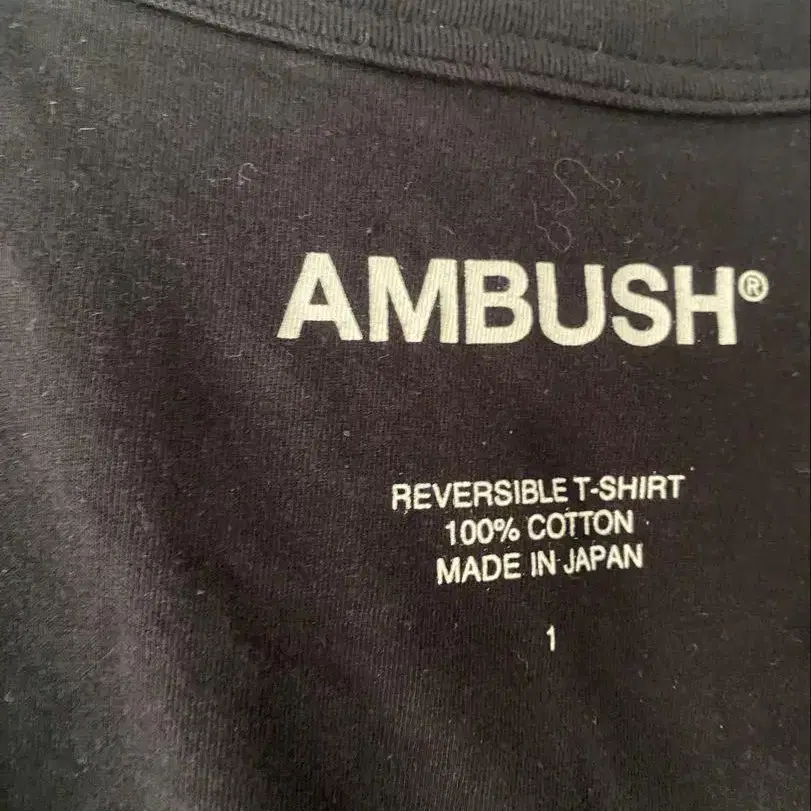 AMBUSH®
REVERSIBLE T-SHIRT
100% COTTON
MADE IN JAPAN
1